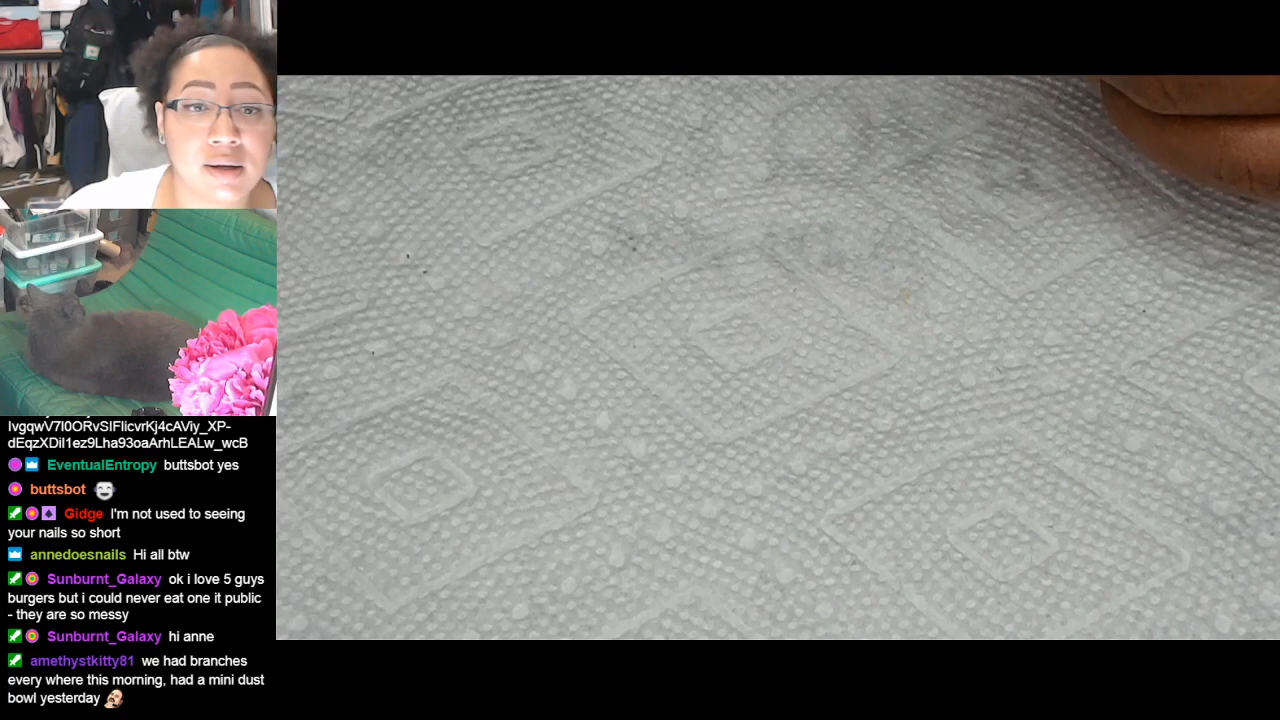 IvgqwV7I0ORvSIFlicvrKj4cAViy_XP-
dEqzXDiI1ez9Lha93oaArhLEALw_wcB
EventualEntropy buttsbot yes
buttsbot
Gidge I'm not used to seeing
your nails so short
annedoesnails Hi all btw
Sunburnt_Galaxy ok i love 5 guys
burgers but i could never eat one it public
- they are so messy
Sunburnt_Galaxy hi anne
amethystkitty81 we had branches
every where this morning, had a mini dust
bowl yesterday